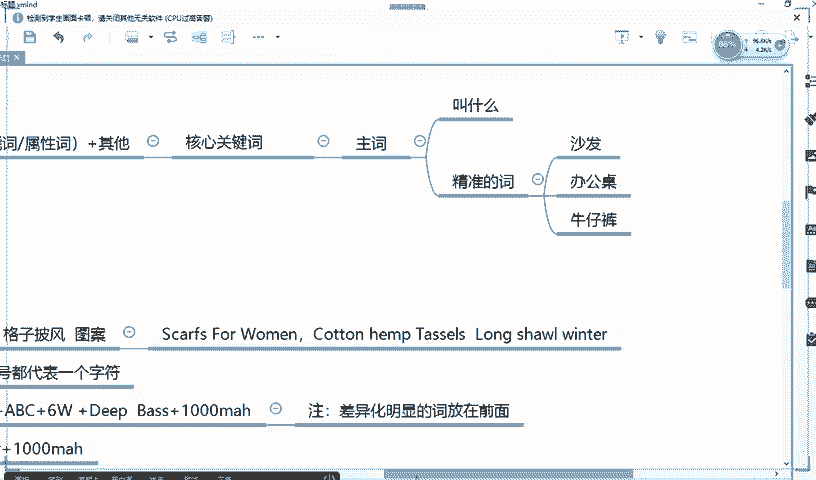 标题.xmind
检测到学生画面卡顿，请关闭其他无关软件 (CPU过高告警)
86%
叫什么
词/属性词）+其他
核心关键词
主词
沙发
精准的词
办公桌
牛仔裤
格子披风 图案
Scarfs For Women，Cotton hemp Tassels Long shawl winter
号都代表一个字符
+ABC+6W +Deep Bass+1000mah
注：差异化明显的词放在前面
+1000mah